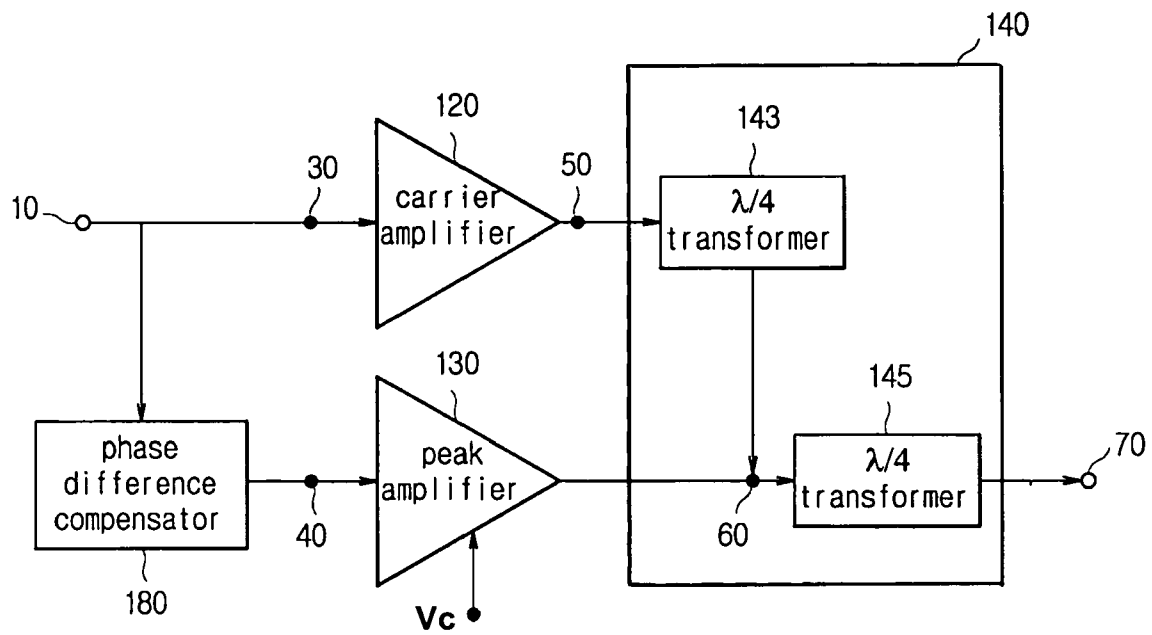 140
120
143
30
50
10
carrier
amplifier
λ/4
transformer
130
145
phase
difference
compensator
peak
amplifier
λ/4
transformer
70
40
60
180
Vc